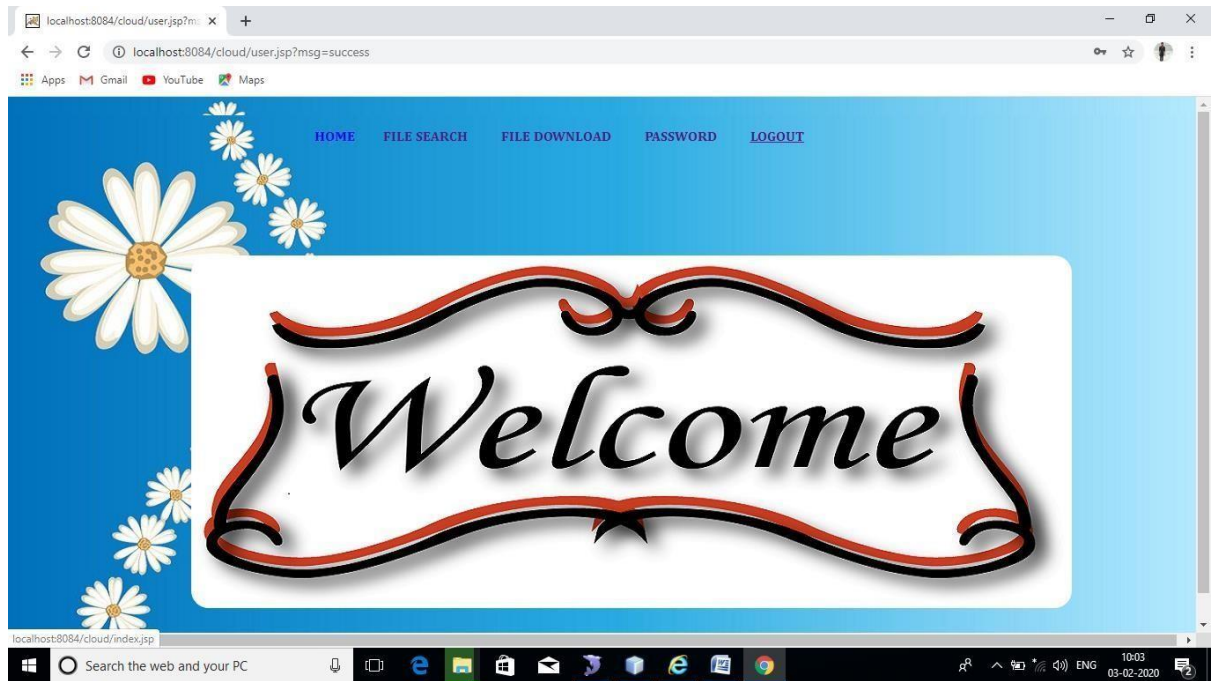 localhost:8084/cloud/user.jsp?m
localhost:8084/cloud/user.jsp?msg=success
Apps Gmail YouTube Maps
HOME FILE SEARCH FILE DOWNLOAD PASSWORD LOGOUT
Welcome
localhost:8084/cloud/index.jsp
Search the web and your PC
ENG
10:03
03-02-2020
2